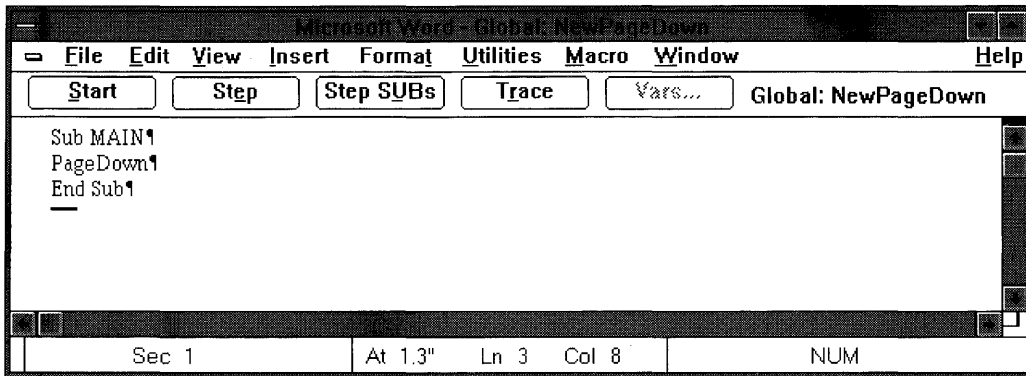 Microsoft Word - Global: NewPageDown
File Edit View Insert Format Utilities Macro Window Help
Start Step Step SUBs Trace Vars... Global: NewPageDown
Sub MAIN¶
PageDown¶
End Sub¶
Sec 1 At 1.3" Ln 3 Col 8 NUM